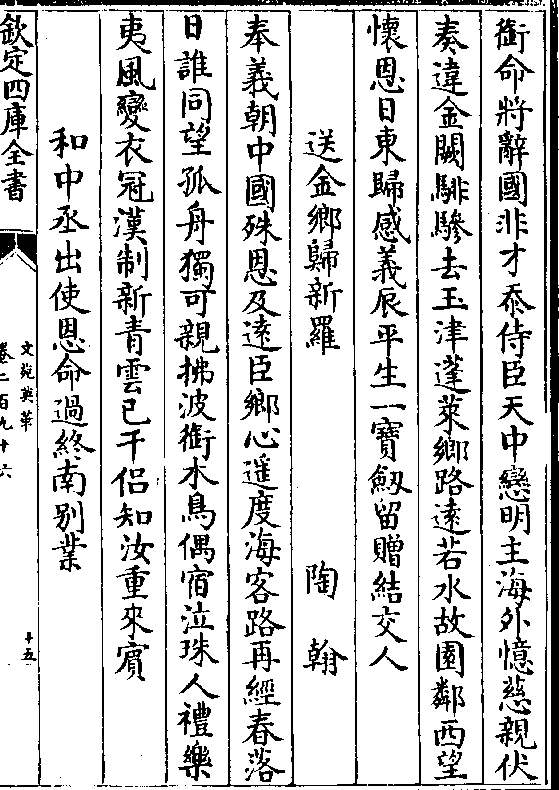 銜命將辭國非才忝侍臣天中戀明主海外憶慈親伏
奏違金闕騑驂去玉津蓬萊鄉路逺若水故園鄰西望
懷恩日東歸感義辰平生一寶劒留贈結交人
送金鄉歸新羅 陶翰
奉義朝中國殊恩及逺臣鄉心遥度海客路再經春落
日誰同望孤舟獨可親拂波銜木鳥偶宿泣珠人禮樂
夷風變衣冠漢制新青雲已干侶知汝重來賓
和中丞出使恩命過終南別業
欽定四庫全書
文苑英華
卷二百九十六
十五